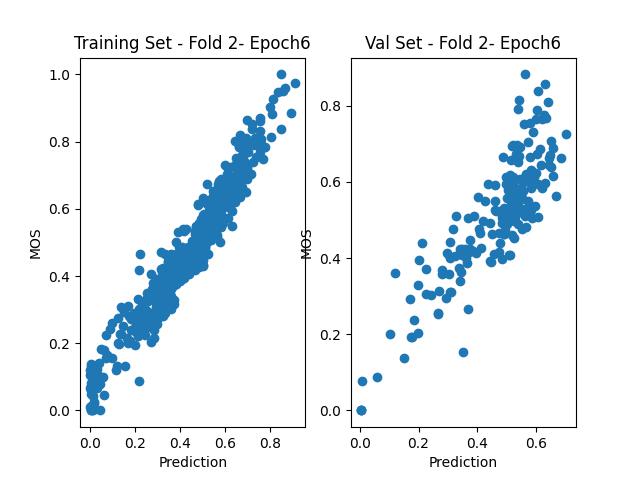 Training Set - Fold 2- Epoch6
Val Set - Fold 2- Epoch6
1.0
0.8
0.6
0.4
0.2
0.0
MOS
0.0 0.2 0.4 0.6 0.8
Prediction
0.8
0.6
0.4
0.2
0.0
MOS
0.0 0.2 0.4 0.6
Prediction